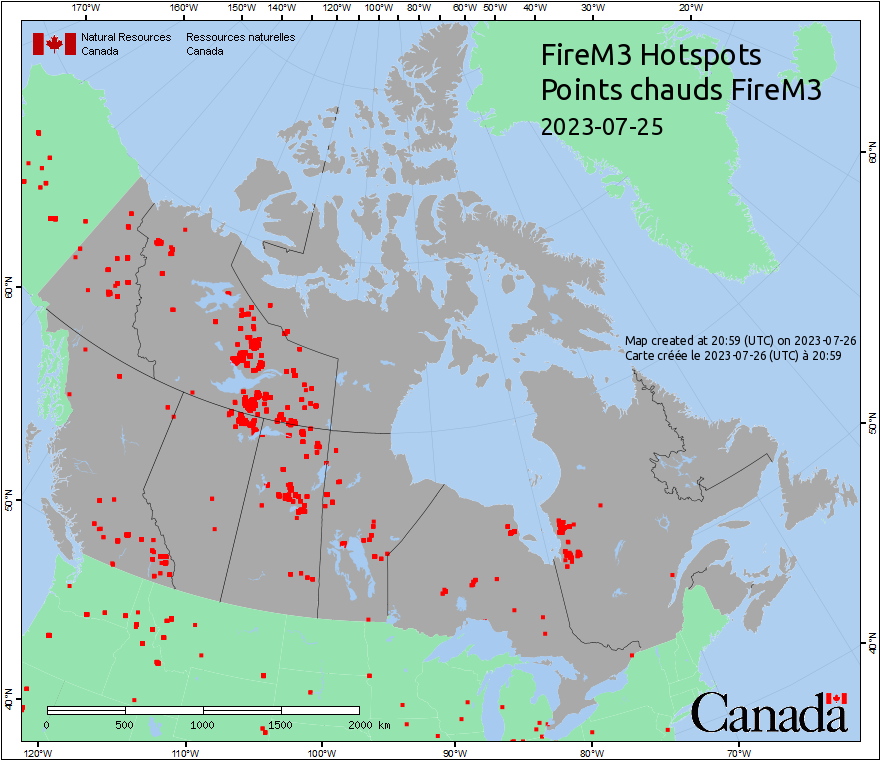 170°W 160°W 150°W 140°W 130°W 120°W 110°W 100°W 90°W 80°W 60°W 50°W 40°W 30°W 20°W
Natural Resources Ressources naturelles
Canada Canada
FireM3 Hotspots
Points chauds FireM3
2023-07-25
60°N
60°N
Map created at 20:59 (UTC) on 2023-07-26
Carte créée le 2023-07-26 (UTC) à 20:59
50°N
50°N
40°N
40°N
Canada
0 500 1000 1500 2000 km
120°W 110°W 100°W 90°W 80°W 70°W